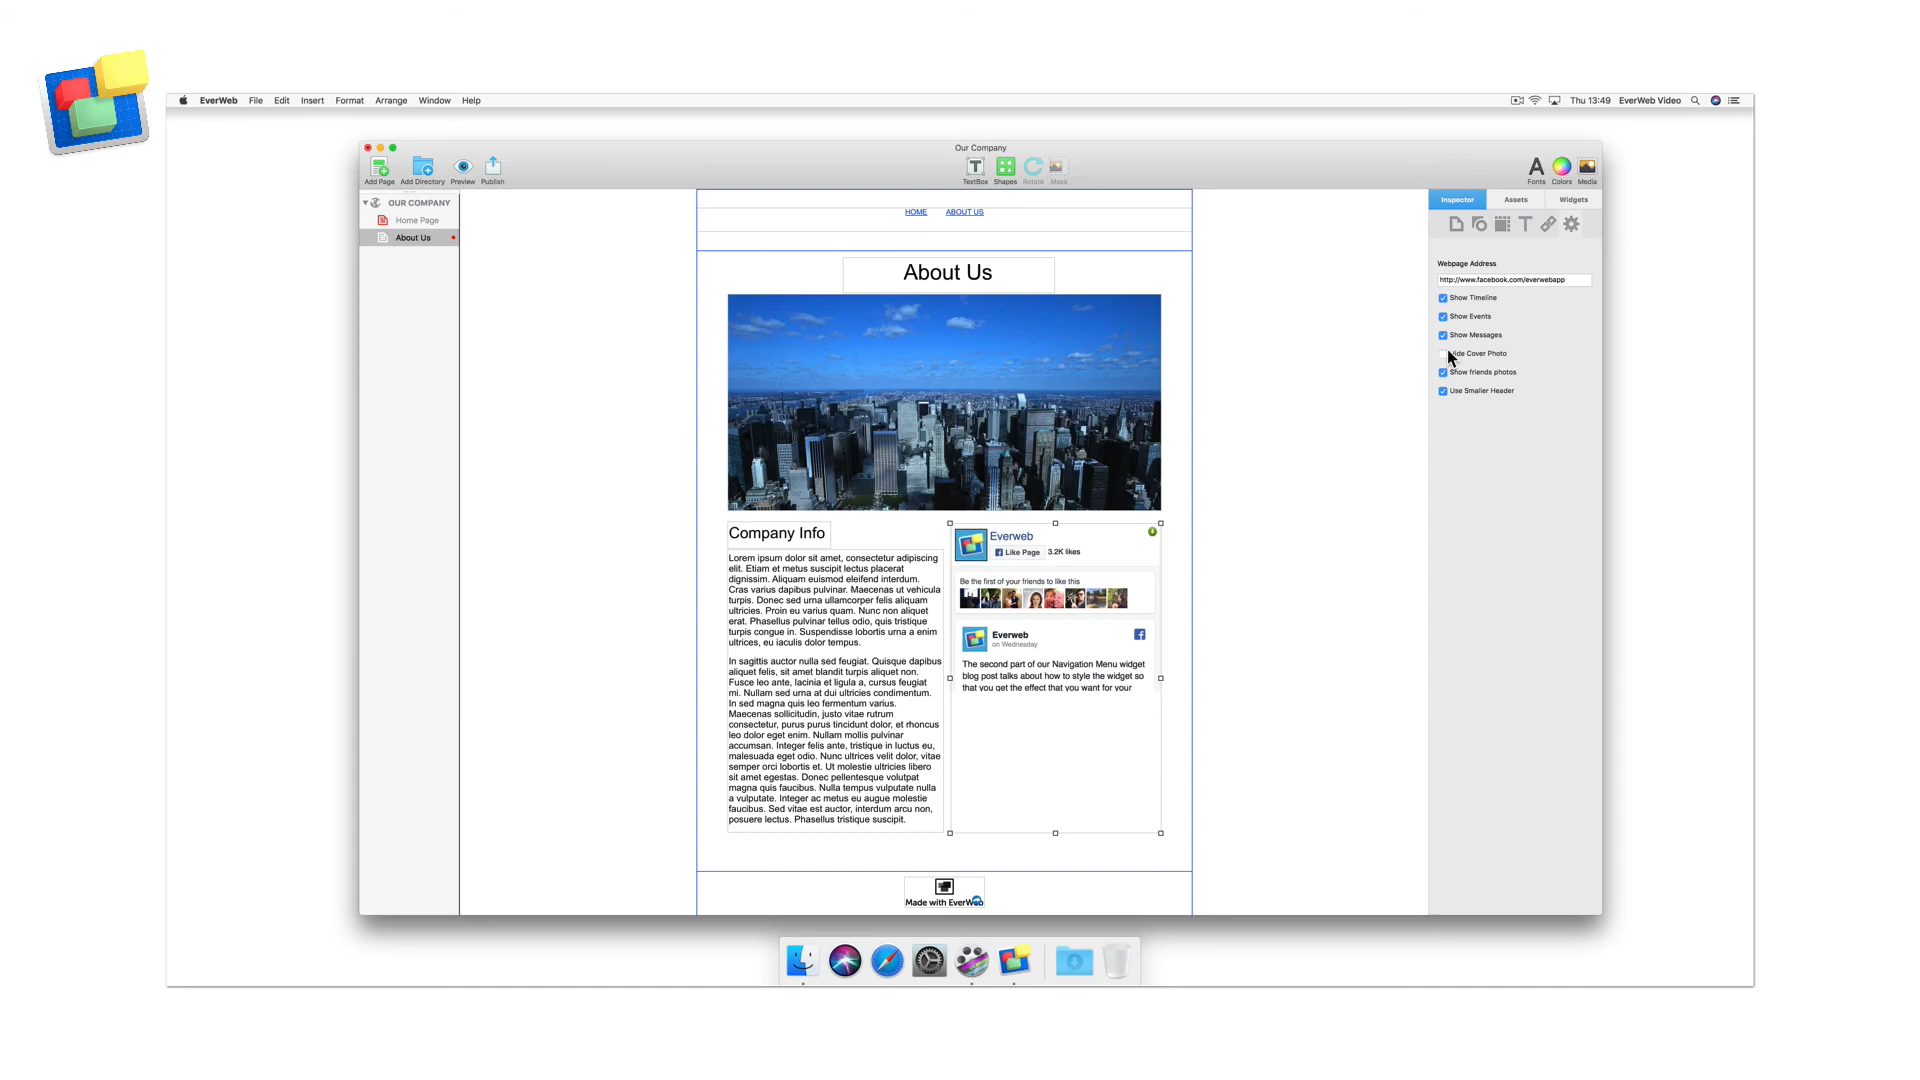 EverWeb File Edit Insert Format Arrange Window Help
Thu 13:49 EverWeb Video
Our Company
Add Page Add Directory Preview Publish
TextBox Shapes Rotate Mask
Fonts Colors Media
OUR COMPANY
Home Page
About Us
HOME ABOUT US
About Us
Company Info
Lorem ipsum dolor sit amet, consectetur adipiscing
elit. Etiam et metus suscipit lectus placerat
dignissim. Aliquam euismod eleifend interdum.
Cras varius dapibus pulvinar. Maecenas ut vehicula
turpis. Donec sed urna ullamcorper felis aliquam
ultricies. Proin eu varius quam. Nunc non aliquet
erat. Phasellus pulvinar tellus odio, quis tristique
turpis congue in. Suspendisse lobortis urna a enim
ultrices, eu iaculis dolor tempus.
In sagittis auctor nulla sed feugiat. Quisque dapibus
aliquet felis, sit amet blandit turpis aliquet non.
Fusce leo ante, lacinia et ligula a, cursus feugiat
mi. Nullam sed urna at dui ultricies condimentum.
In sed magna quis leo fermentum varius.
Maecenas sollicitudin, justo vitae rutrum
consectetur, purus purus tincidunt dolor, et rhoncus
leo dolor eget enim. Nullam mollis pulvinar
accumsan. Integer felis ante, tristique in luctus eu,
malesuada eget odio. Nunc ultrices velit dolor, vitae
semper orci lobortis et. Ut molestie ultricies libero
sit amet egestas. Donec pellentesque volutpat
magna quis faucibus. Nulla tempus vulputate nulla
a vulputate. Integer ac metus eu augue molestie
faucibus. Sed vitae est auctor, interdum arcu non,
posuere lectus. Phasellus tristique suscipit.
Everweb
Like Page 3.2K likes
Be the first of your friends to like this
Everweb
on Wednesday
The second part of our Navigation Menu widget
blog post talks about how to style the widget so
that you get the effect that you want for your
Made with EverWeb
Inspector Assets Widgets
Webpage Address
http://www.facebook.com/everwebapp
Show Timeline
Show Events
Show Messages
Hide Cover Photo
Show friends photos
Use Smaller Header